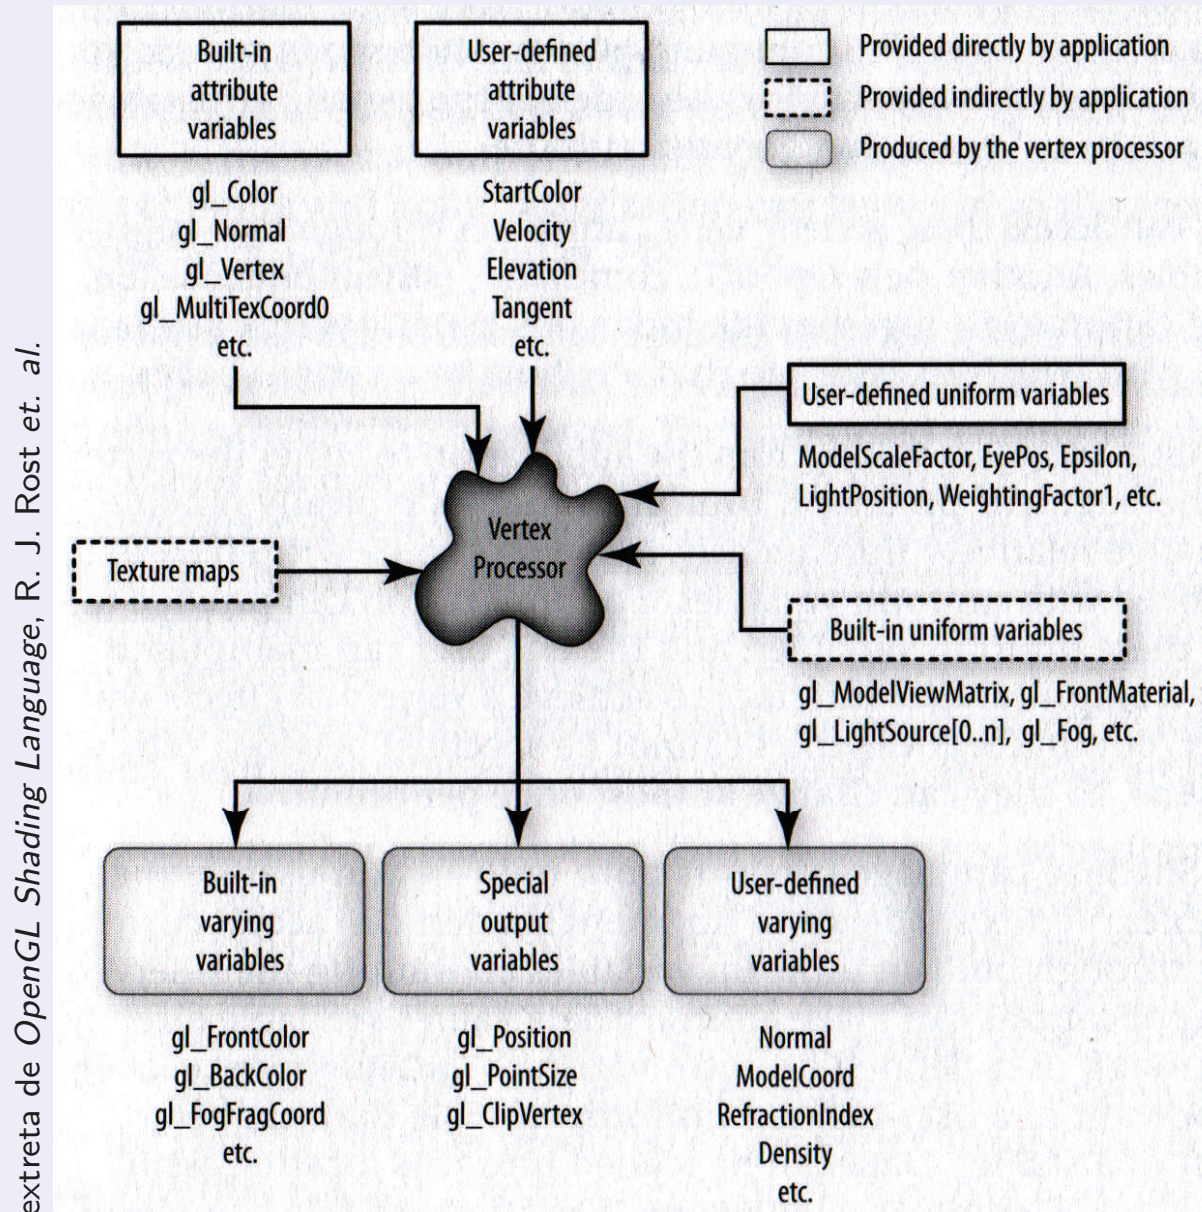 Built-in
attribute
variables
User-defined
attribute
variables
Provided directly by application
Provided indirectly by application
Produced by the vertex processor
gl_Color
gl_Normal
gl_Vertex
gl_MultiTexCoord0
etc.
StartColor
Velocity
Elevation
Tangent
etc.
User-defined uniform variables
ModelScaleFactor, EyePos, Epsilon,
LightPosition, WeightingFactor1, etc.
Vertex
Processor
Texture maps
Built-in uniform variables
gl_ModelViewMatrix, gl_FrontMaterial,
gl_LightSource[0..n], gl_Fog, etc.
Built-in
varying
variables
Special
output
variables
User-defined
varying
variables
gl_FrontColor
gl_BackColor
gl_FogFragCoord
etc.
gl_Position
gl_PointSize
gl_ClipVertex
Normal
ModelCoord
RefractionIndex
Density
etc.
extreta de OpenGL Shading Language, R. J. Rost et. al.